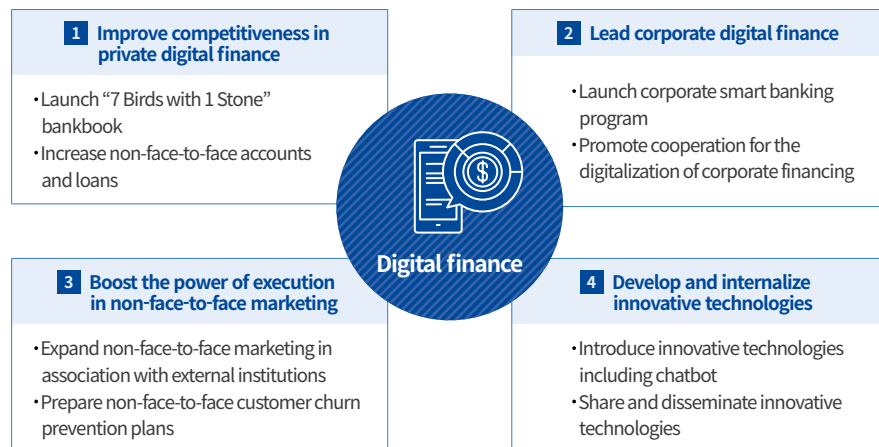 1 Improve competitiveness in
private digital finance
•Launch “7 Birds with 1 Stone”
bankbook
•Increase non-face-to-face accounts
and loans
2 Lead corporate digital finance
•Launch corporate smart banking
program
•Promote cooperation for the
digitalization of corporate financing
$
Digital finance
3 Boost the power of execution
in non-face-to-face marketing
•Expand non-face-to-face marketing in
association with external institutions
•Prepare non-face-to-face customer churn
prevention plans
4 Develop and internalize
innovative technologies
•Introduce innovative technologies
including chatbot
•Share and disseminate innovative
technologies